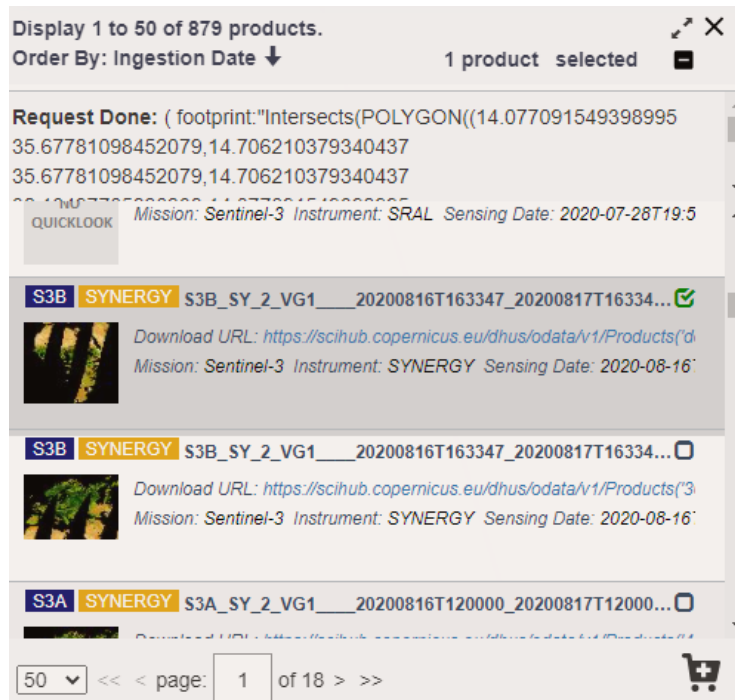 Display 1 to 50 of 879 products.
Order By: Ingestion Date
1 product selected
Request Done: ( footprint:"Intersects(POLYGON((14.077091549398995
35.67781098452079,14.706210379340437
35.67781098452079,14.706210379340437
QUICKLOOK
Mission: Sentinel-3 Instrument: SRAL Sensing Date: 2020-07-28T19:5
S3B SYNERGY S3B_SY_2_VG1____20200816T163347_20200817T16334...
Download URL: https://scihub.copernicus.eu/dhus/odata/v1/Products('d
Mission: Sentinel-3 Instrument: SYNERGY Sensing Date: 2020-08-16
S3B SYNERGY S3B_SY_2_VG1____20200816T163347_20200817T16334...
Download URL: https://scihub.copernicus.eu/dhus/odata/v1/Products('3
Mission: Sentinel-3 Instrument: SYNERGY Sensing Date: 2020-08-16
S3A SYNERGY S3A_SY_2_VG1____20200816T120000_20200817T12000...
50 << < page: 1 of 18 > >>